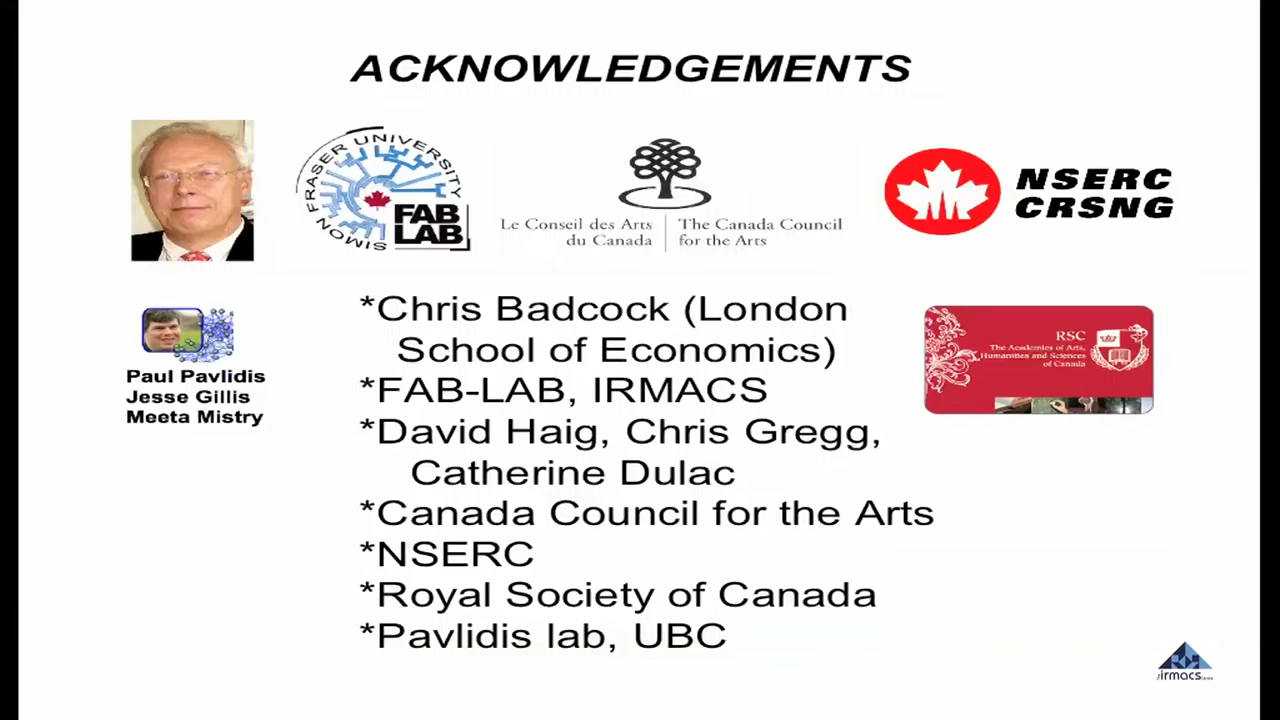 ACKNOWLEDGEMENTS
SIMON FRASER UNIVERSITY
FAB
LAB
Le Conseil des Arts
du Canada
The Canada Council
for the Arts
NSERC
CRSNG
*Chris Badcock (London
School of Economics)
*FAB-LAB, IRMACS
*David Haig, Chris Gregg,
Catherine Dulac
*Canada Council for the Arts
*NSERC
*Royal Society of Canada
*Pavlidis lab, UBC
Paul Pavlidis
Jesse Gillis
Meeta Mistry
RSC
The Academies of Arts,
Humanities and Sciences
of Canada
irmacs